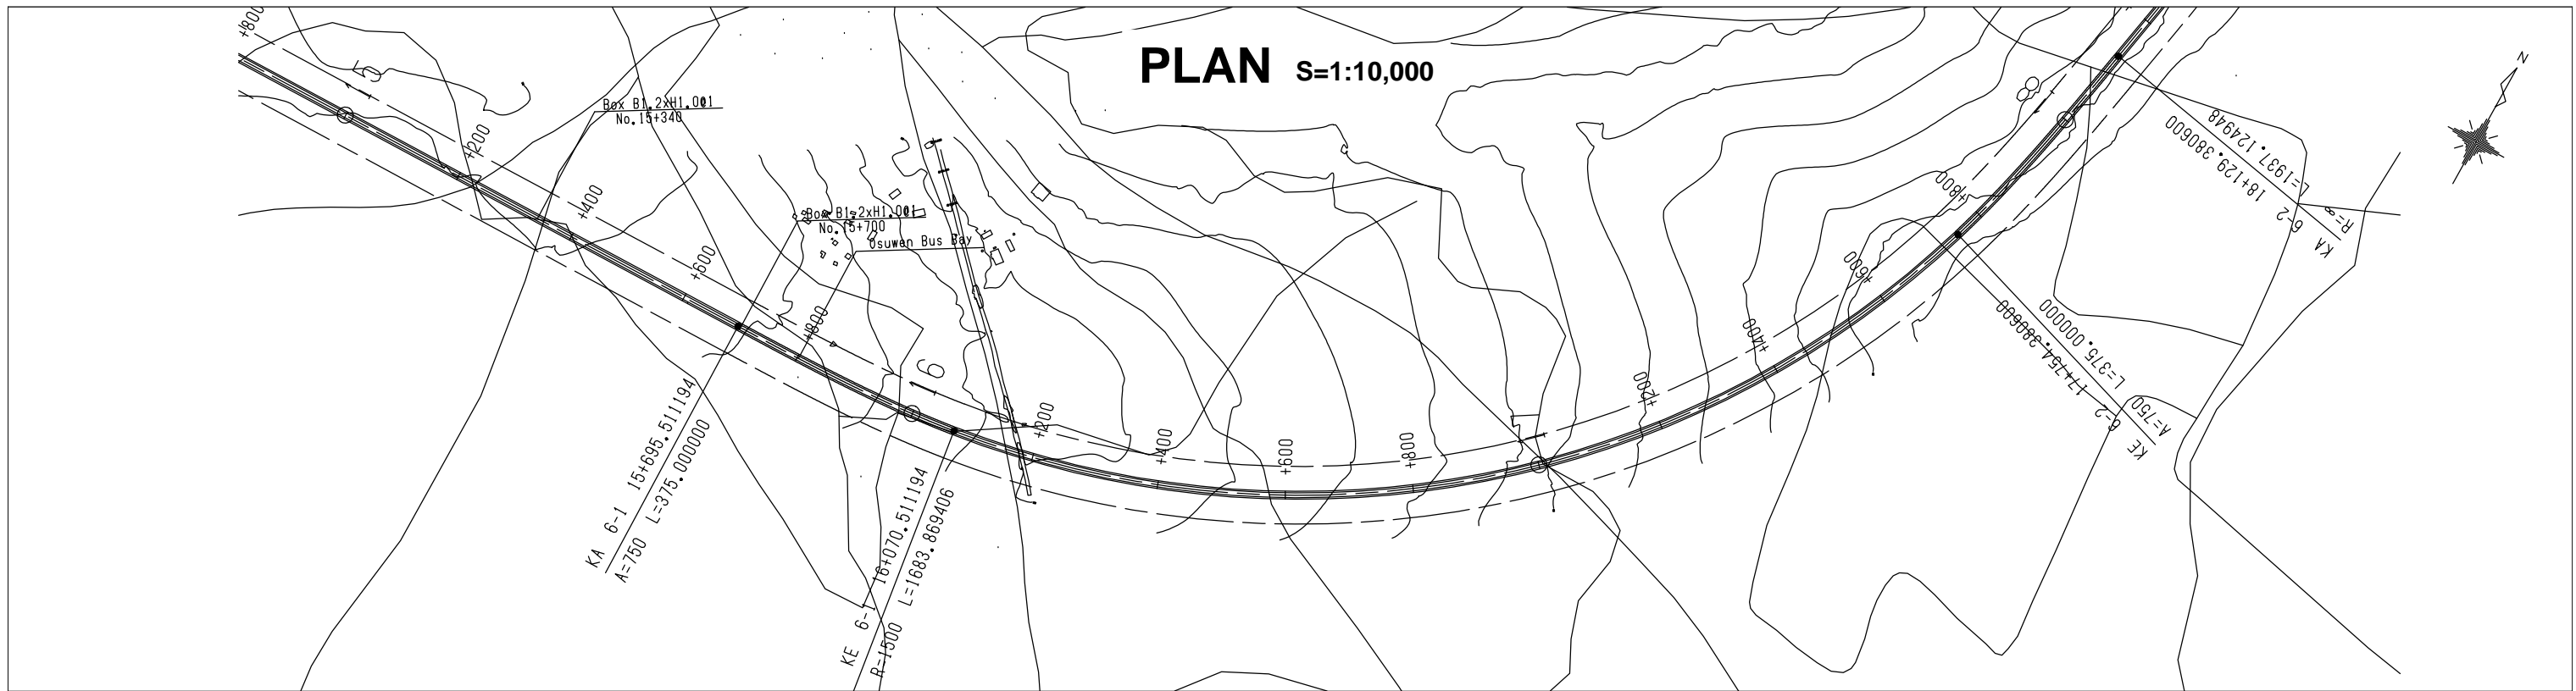 PLAN S=1:10,000
N
+800
15
Box B1.2xH1.001
No.15+340
+200
+400
+600
Box B1.2xH1.001
No.15+700
Osuwen Bus Bay
+800
KA 6-1 15+695.511194
A=750 L=375.000000
KE 6-1 16+070.511194
R=1500 L=1683.869406
+200
+400
+600
+800
+200
+400
+600
+800
KE 6-2 17+754.380600
A=750 L=375.000000
KA 6-2 18+129.380600
R=∞ L=1937.124948